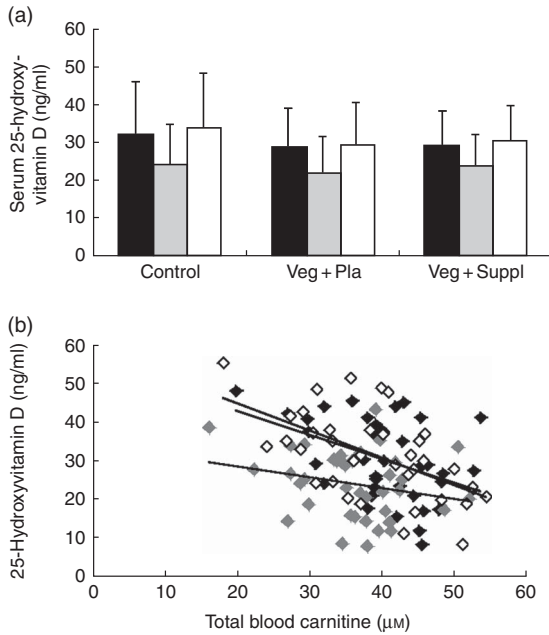 (a)
Serum 25-hydroxy-
vitamin D (ng/ml)
60
50
40
30
20
10
0
Control
Veg + Pla
Veg + Suppl
(b)
25-Hydroxyvitamin D (ng/ml)
60
50
40
30
20
10
0
0
10
20
30
40
50
60
Total blood carnitine (μM)